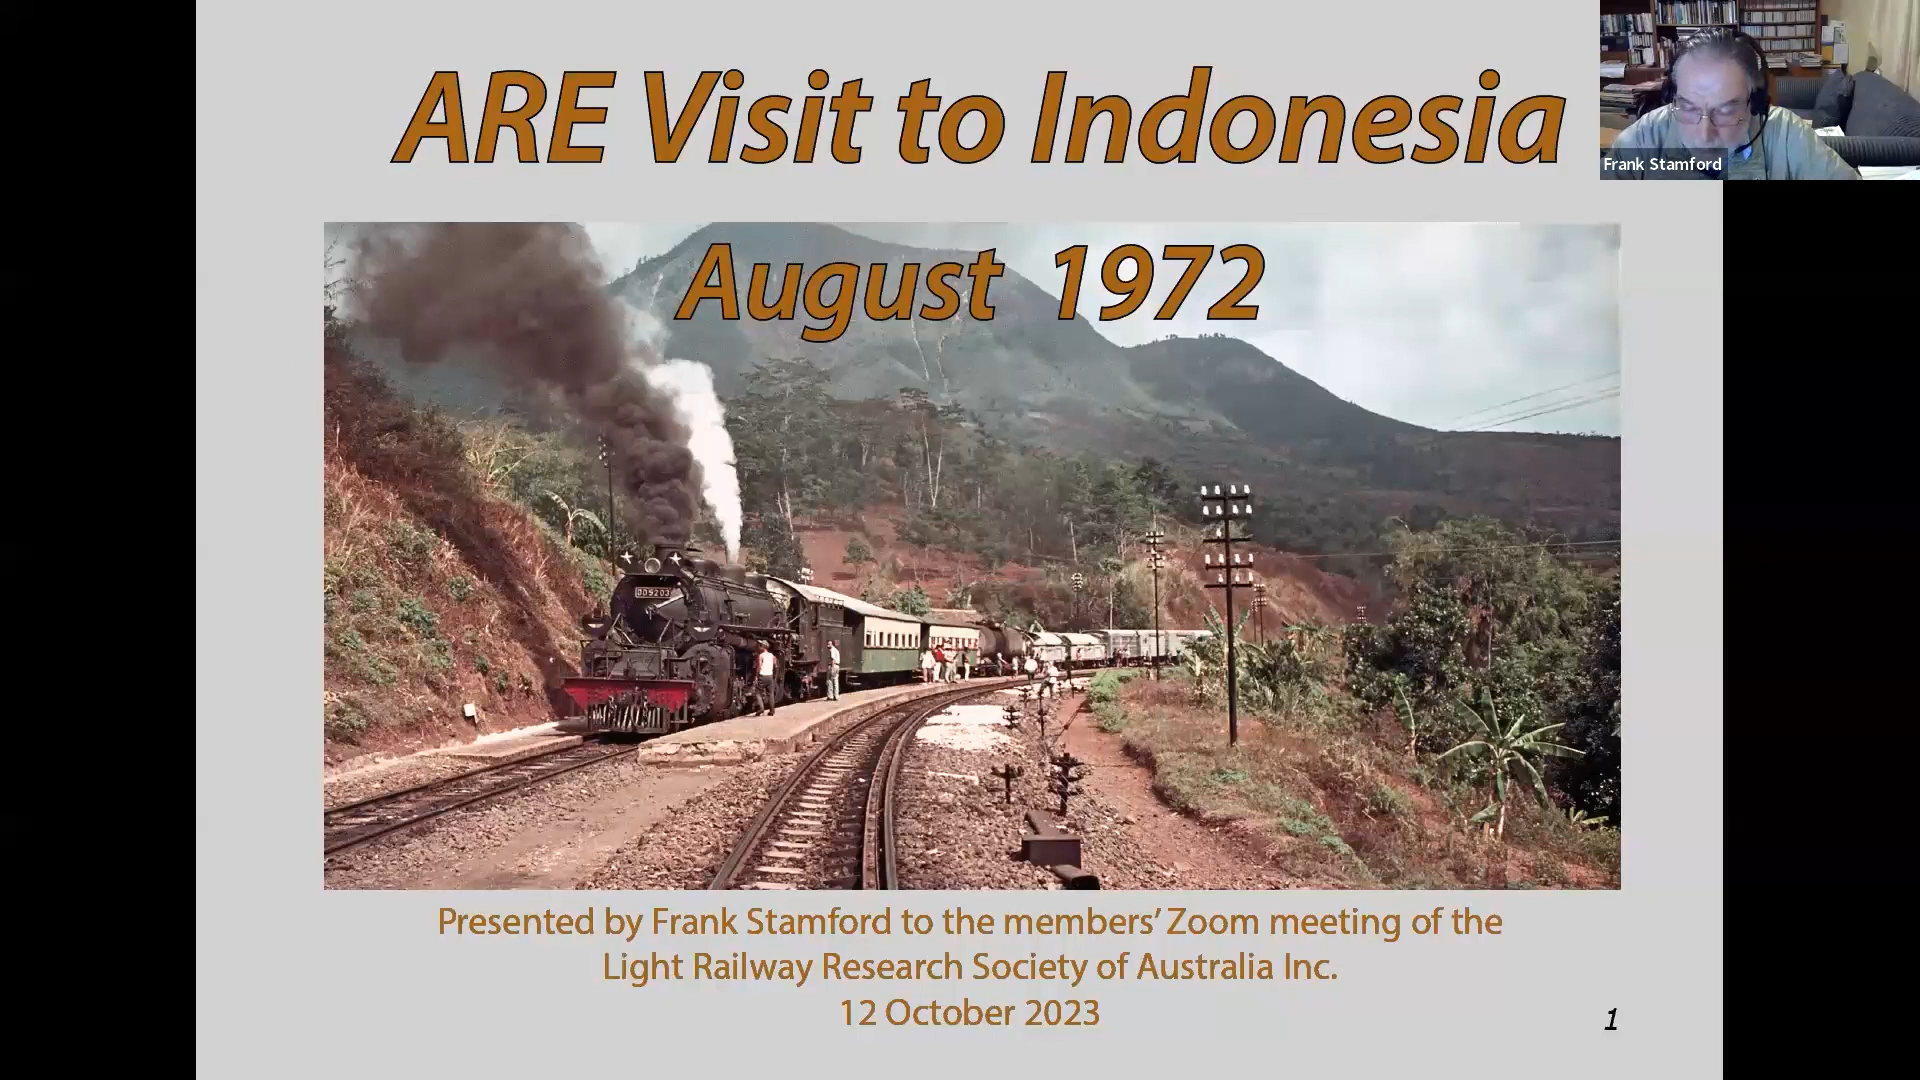 ARE Visit to Indonesia
Frank Stamford
August 1972
DD5203
Presented by Frank Stamford to the members’ Zoom meeting of the
Light Railway Research Society of Australia Inc.
12 October 2023
1